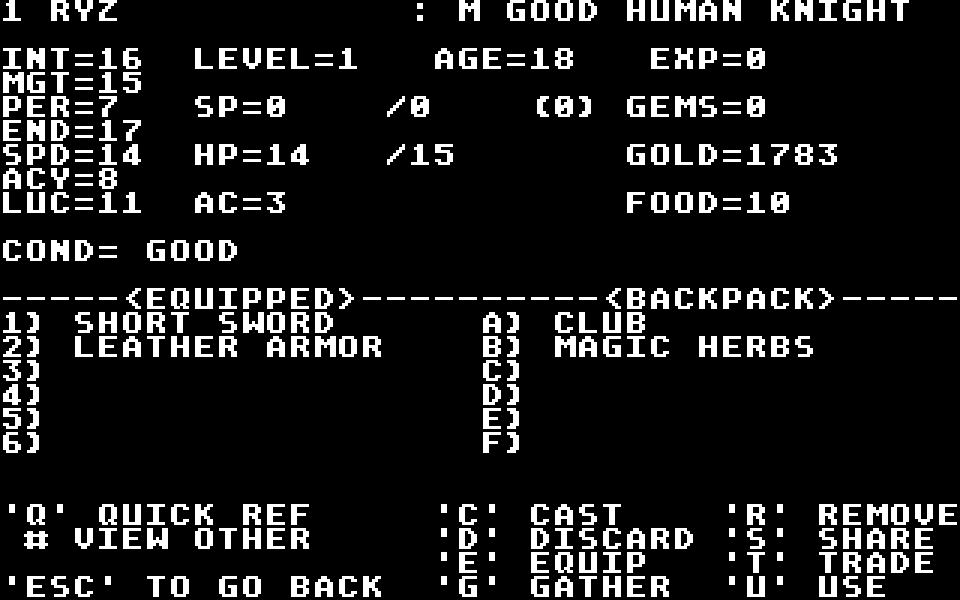 1 RYZ : M GOOD HUMAN KNIGHT
INT=16 LEVEL=1 AGE=18 EXP=0
MGT=15
PER=7 SP=0 /0 (0) GEMS=0
END=17
SPD=14 HP=14 /15 GOLD=1783
ACY=8
LUC=11 AC=3 FOOD=10
COND= GOOD
-----<EQUIPPED>----------<BACKPACK>-----
1) SHORT SWORD A) CLUB
2) LEATHER ARMOR B) MAGIC HERBS
3) C)
4) D)
5) E)
6) F)
'Q' QUICK REF 'C' CAST 'R' REMOVE
# VIEW OTHER 'D' DISCARD 'S' SHARE
'E' EQUIP 'T' TRADE
'ESC' TO GO BACK 'G' GATHER 'U' USE